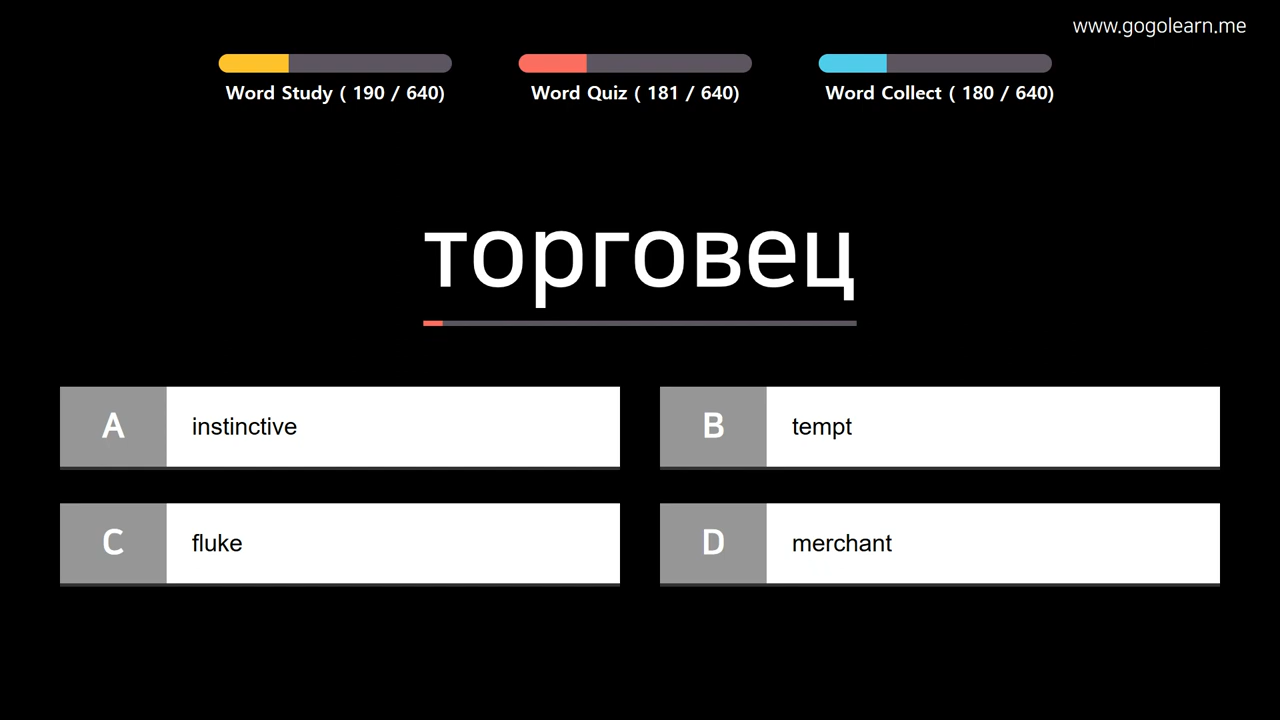 www.gogolearn.me
Word Study ( 190 / 640)
Word Quiz ( 181 / 640)
Word Collect ( 180 / 640)
торговец
A instinctive
B tempt
C fluke
D merchant